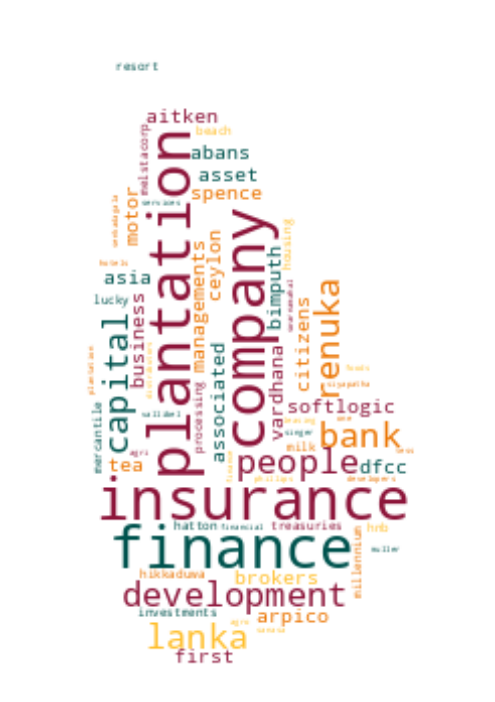 resort
aitken
beach
melstacorp
plantation
abans
asset
spence
motor
services
company
hotels
asia
lucky
managements
ceylon
housing
bimputh
business
capital
citizens
renuka
associated
vardhana
processing
mercantile
softlogic
singer
bank
milk
tea
agri
people
dfcc
developers
insurance
hatton
financial
treasuries
hnb
finance
millennium
muller
hikkaduwa
brokers
development
investments
arpico
lanka
first